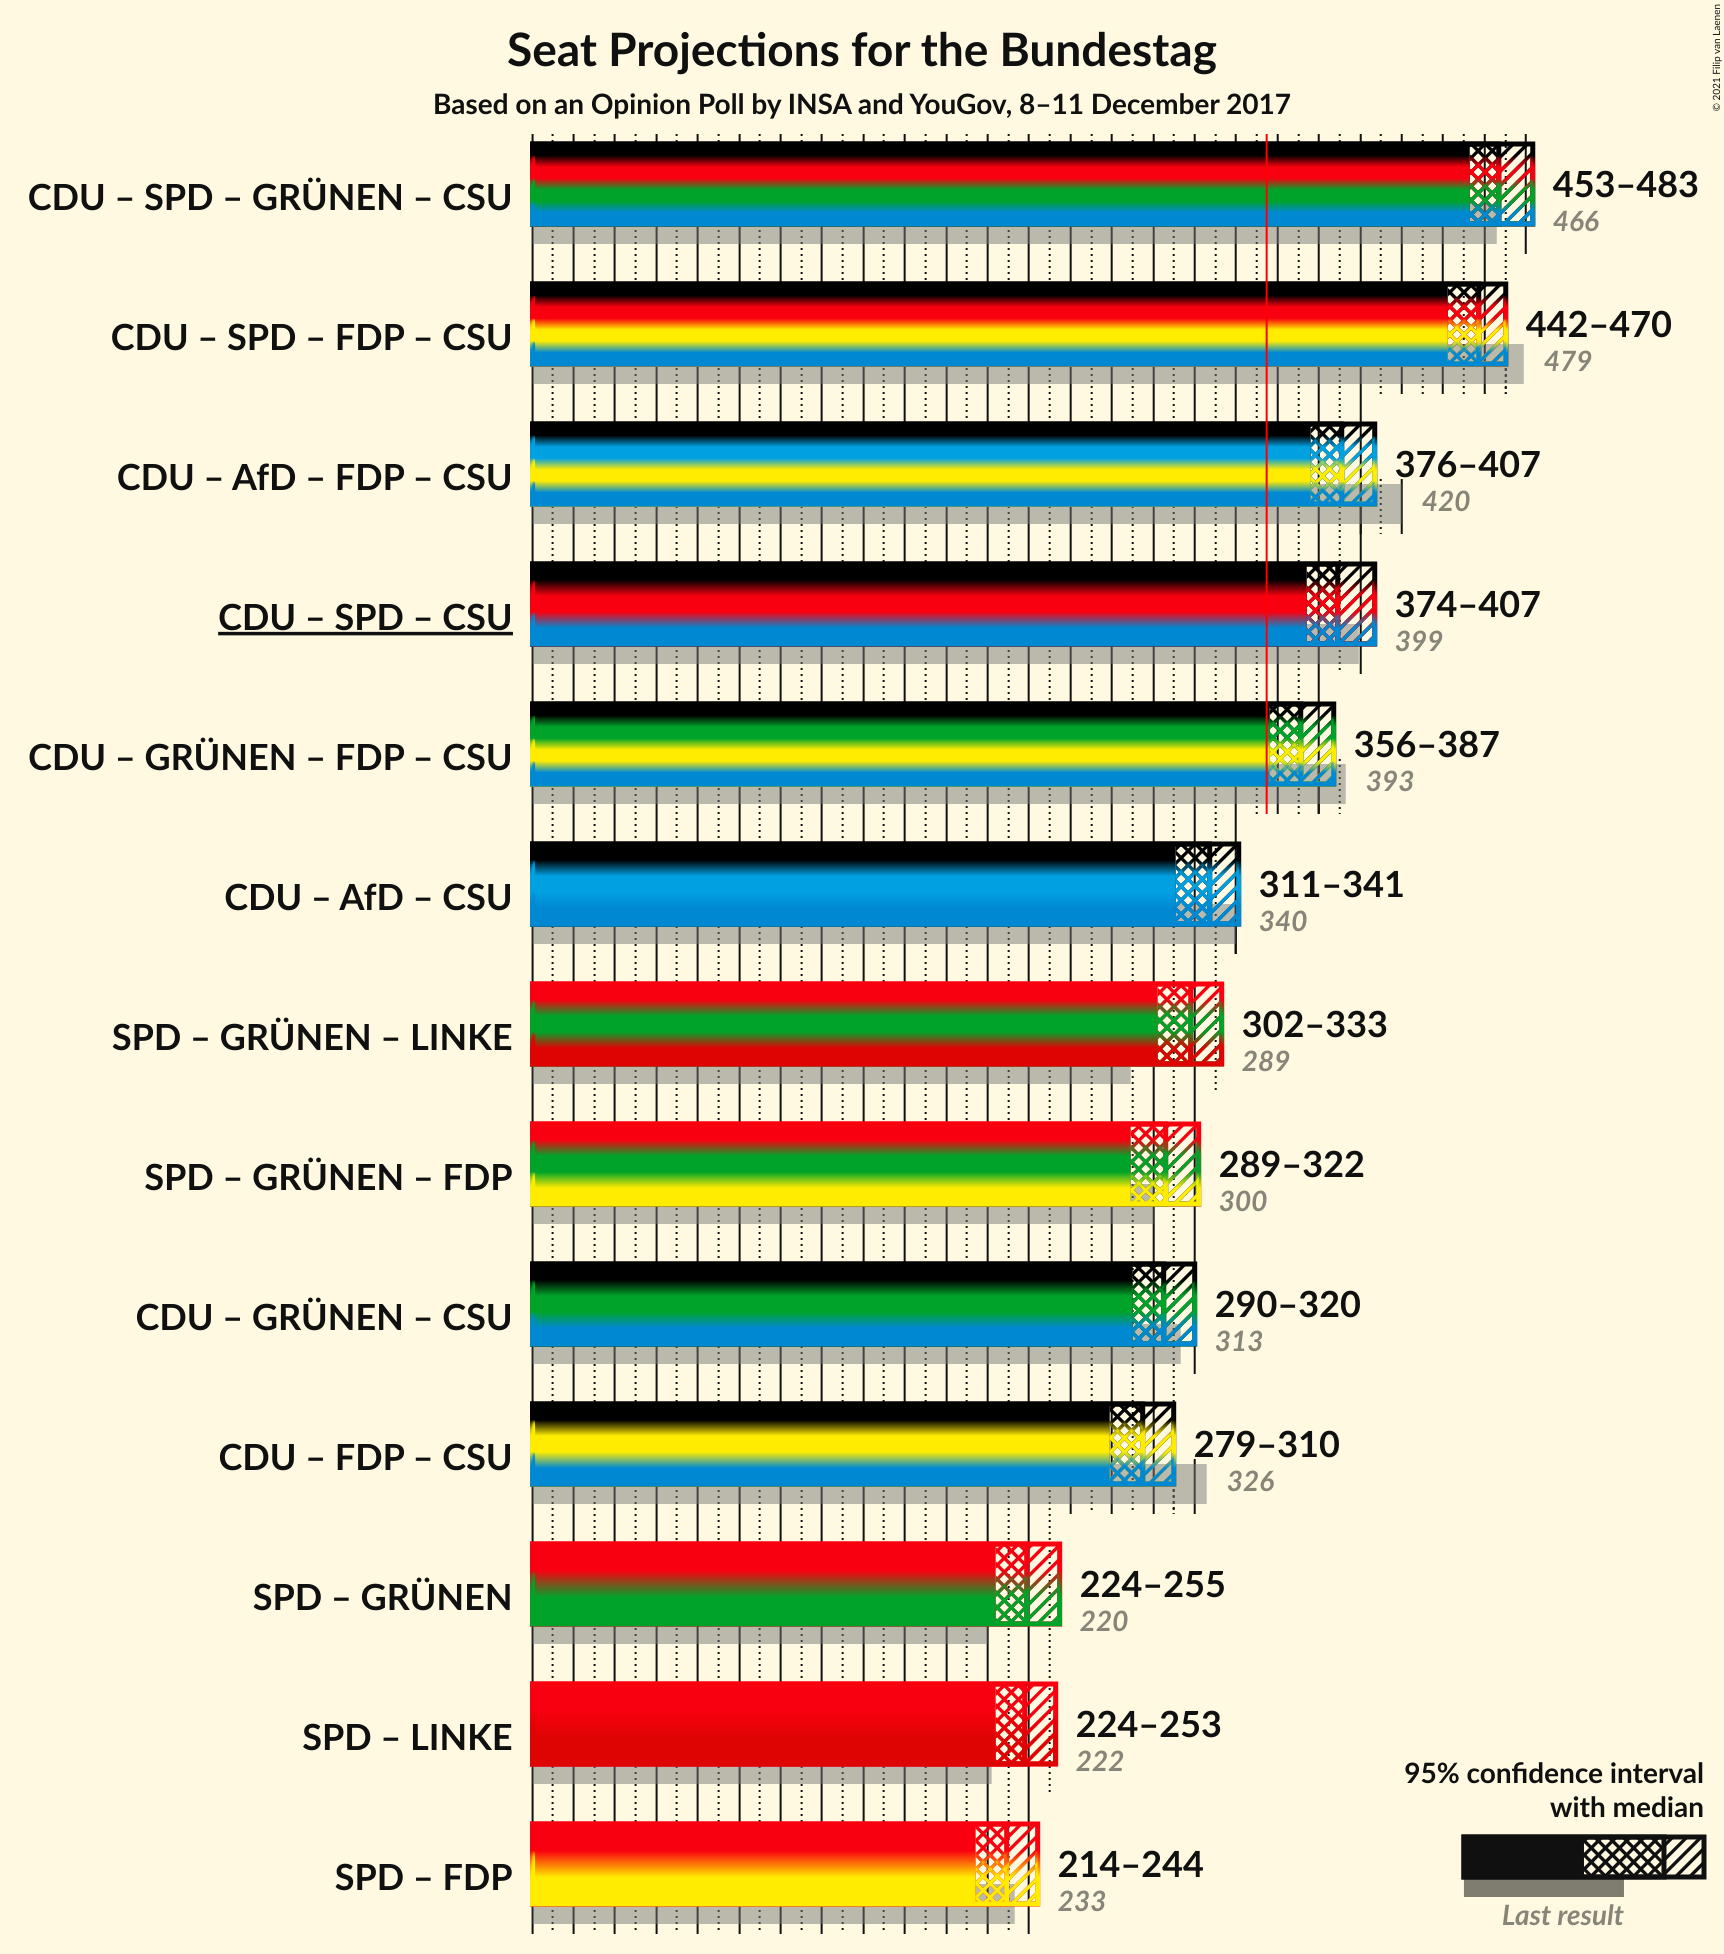 Seat Projections for the Bundestag
Based on an Opinion Poll by INSA and YouGov, 8–11 December 2017
© 2021 Filip van Laenen
CDU – SPD – GRÜNEN – CSU
453–483
466
CDU – SPD – FDP – CSU
442–470
479
CDU – AfD – FDP – CSU
376–407
420
CDU – SPD – CSU
374–407
399
CDU – GRÜNEN – FDP – CSU
356–387
393
CDU – AfD – CSU
311–341
340
SPD – GRÜNEN – LINKE
302–333
289
SPD – GRÜNEN – FDP
289–322
300
CDU – GRÜNEN – CSU
290–320
313
CDU – FDP – CSU
279–310
326
SPD – GRÜNEN
224–255
220
SPD – LINKE
224–253
222
SPD – FDP
214–244
233
95% confidence interval
with median
Last result